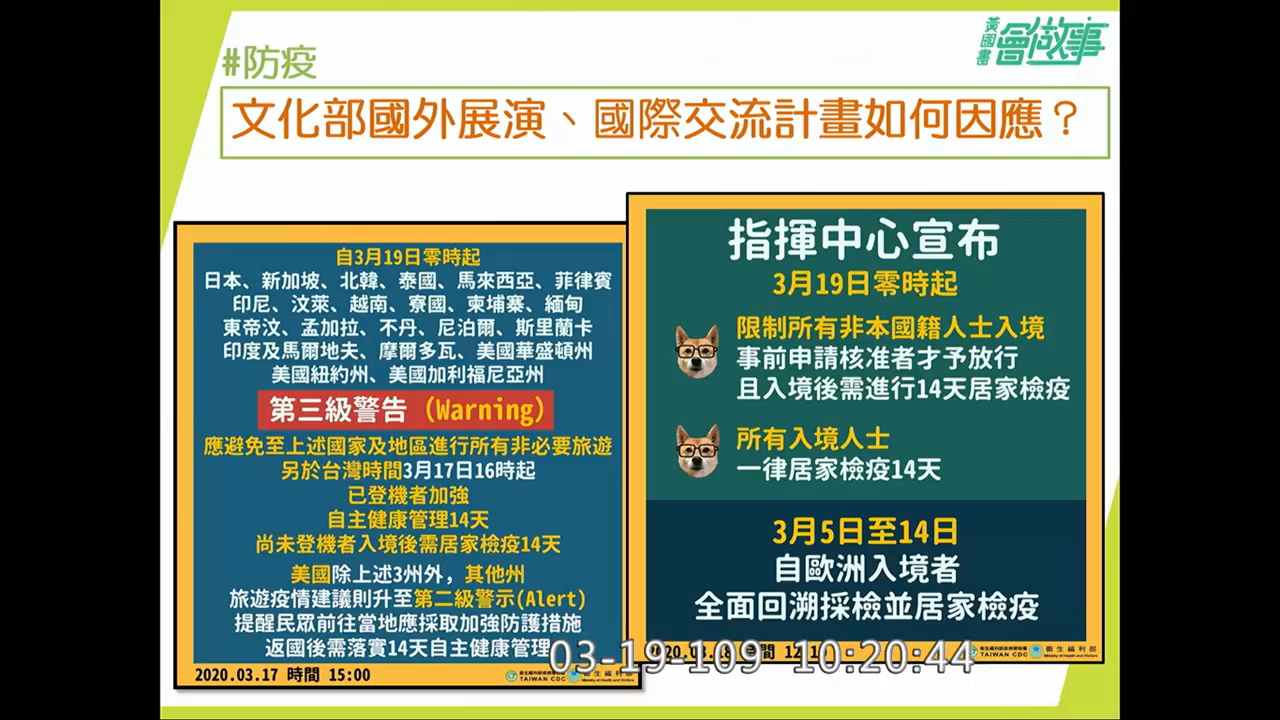 #防疫
黃國書
會做事
文化部國外展演、國際交流計畫如何因應？
自3月19日零時起
日本、新加坡、北韓、泰國、馬來西亞、菲律賓
印尼、汶萊、越南、寮國、柬埔寨、緬甸
東帝汶、孟加拉、不丹、尼泊爾、斯里蘭卡
印度及馬爾地夫、摩爾多瓦、美國華盛頓州
美國紐約州、美國加利福尼亞州
第三級警告（Warning）
應避免至上述國家及地區進行所有非必要旅遊
另於台灣時間3月17日16時起
已登機者加強
自主健康管理14天
尚未登機者入境後需居家檢疫14天
美國除上述3州外，其他州
旅遊疫情建議則升至第二級警示(Alert)
提醒民眾前往當地應採取加強防護措施
返國後需落實14天自主健康管理
2020.03.17 時間 15:00
TAIWAN CDC
指揮中心宣布
3月19日零時起
限制所有非本國籍人士入境
事前申請核准者才予放行
且入境後需進行14天居家檢疫
所有入境人士
一律居家檢疫14天
3月5日至14日
自歐洲入境者
全面回溯採檢並居家檢疫
TAIWAN CDC
衛生福利部
03-19-109 10:20:44